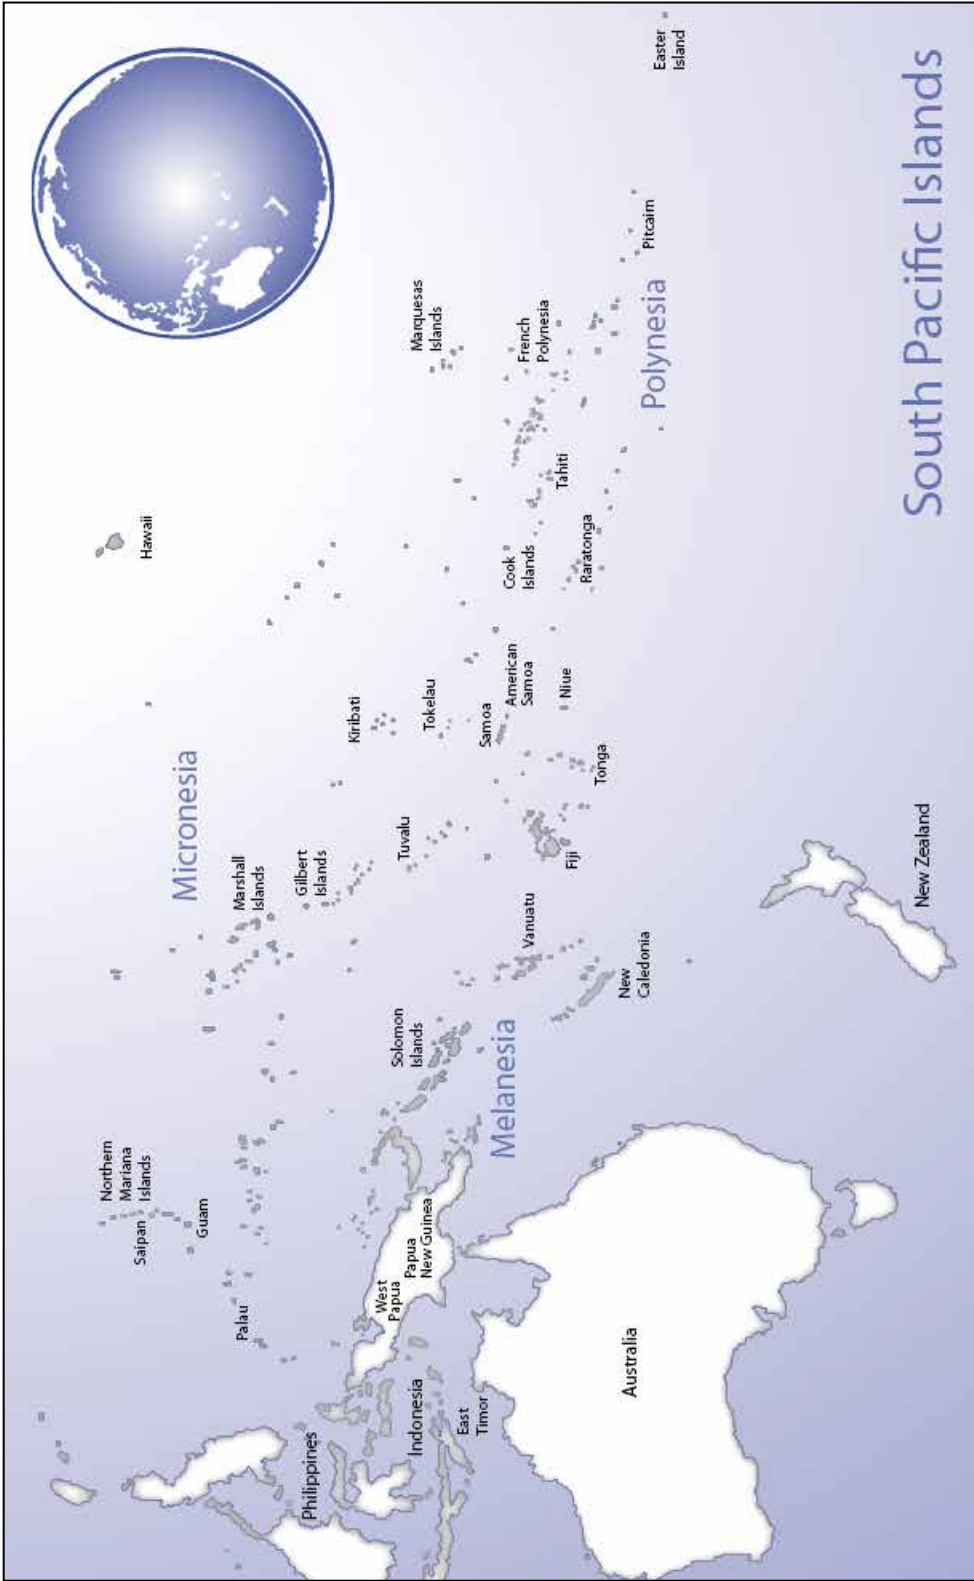 Northern
Mariana
Islands
Saipan
Guam
Hawaii
Micronesia
Palau
Marshall
Islands
Gilbert
Islands
Philippines
Kiribati
West
Papua
Papua
New Guinea
Indonesia
Solomon
Islands
Tuvalu
Tokelau
Marquesas
Islands
East
Timor
Melanesia
Samoa
American
Samoa
Cook
Islands
Vanuatu
French
Polynesia
Fiji
Niue
Tahiti
Tonga
Raratonga
New
Caledonia
Australia
Polynesia
Pitcairn
Easter
Island
New Zealand
South Pacific Islands